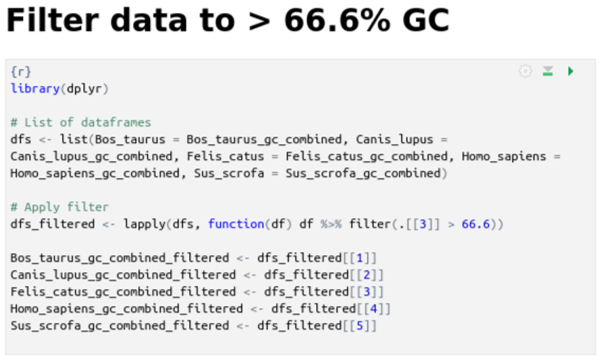 Filter data to > 66.6% GC
{r}
library(dplyr)
# List of dataframes
dfs <- list(Bos_taurus = Bos_taurus_gc_combined, Canis_lupus =
Canis_lupus_gc_combined, Felis_catus = Felis_catus_gc_combined, Homo_sapiens =
Homo_sapiens_gc_combined, Sus_scrofa = Sus_scrofa_gc_combined)
# Apply filter
dfs_filtered <- lapply(dfs, function(df) df %>% filter(.[[3]] > 66.6))
Bos_taurus_gc_combined_filtered <- dfs_filtered[[1]]
Canis_lupus_gc_combined_filtered <- dfs_filtered[[2]]
Felis_catus_gc_combined_filtered <- dfs_filtered[[3]]
Homo_sapiens_gc_combined_filtered <- dfs_filtered[[4]]
Sus_scrofa_gc_combined_filtered <- dfs_filtered[[5]]